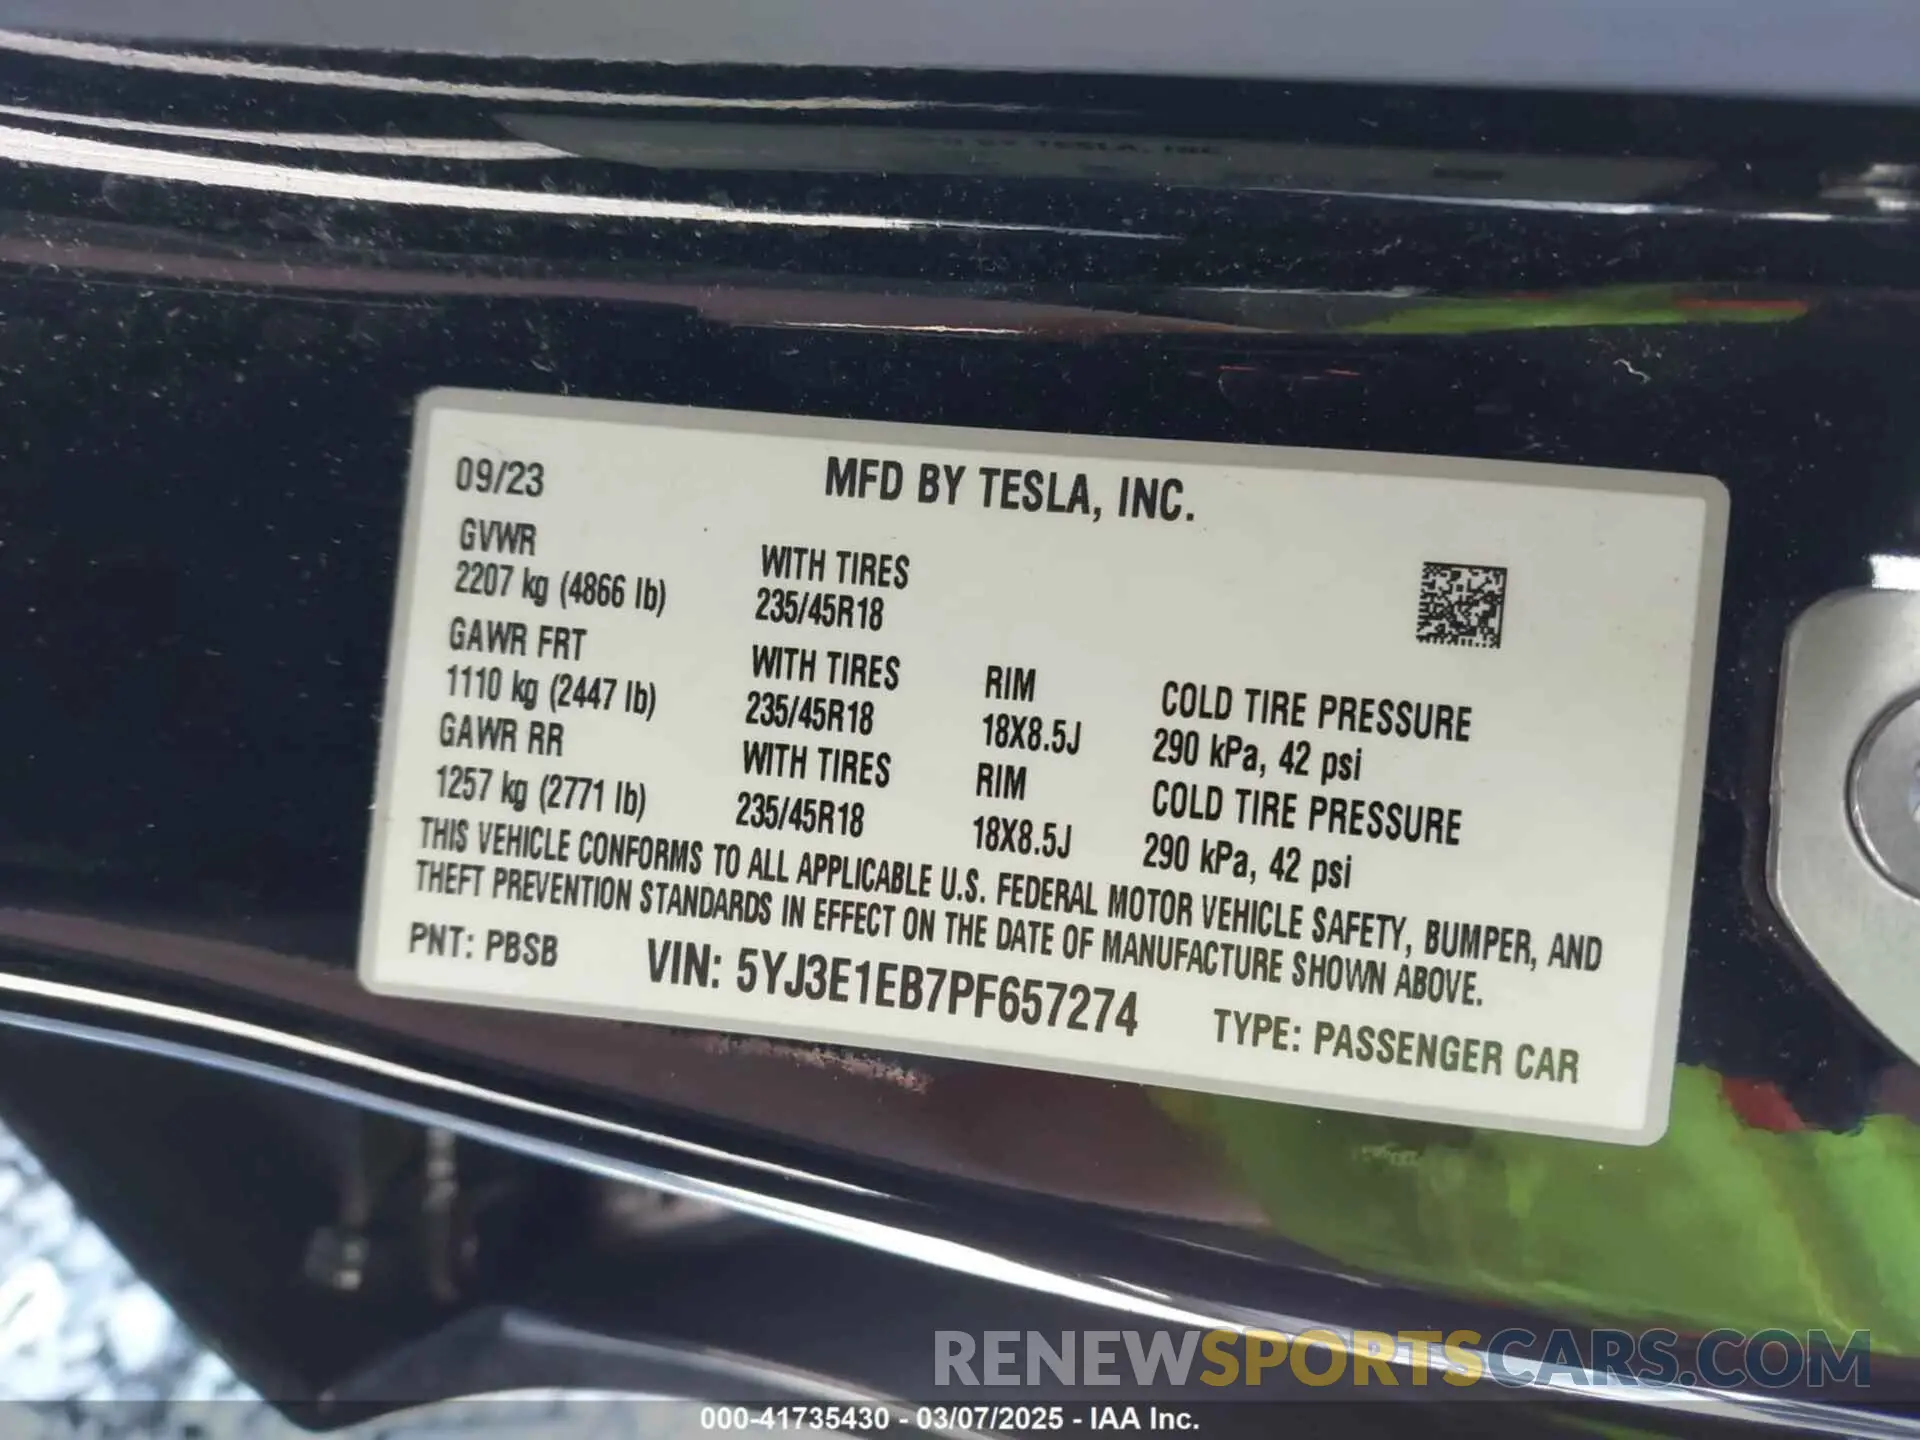 09/23 MFD BY TESLA, INC.
GVWR WITH TIRES
2207 kg (4866 lb) 235/45R18
GAWR FRT WITH TIRES RIM COLD TIRE PRESSURE
1110 kg (2447 lb) 235/45R18 18X8.5J 290 kPa, 42 psi
GAWR RR WITH TIRES RIM COLD TIRE PRESSURE
1257 kg (2771 lb) 235/45R18 18X8.5J 290 kPa, 42 psi
THIS VEHICLE CONFORMS TO ALL APPLICABLE U.S. FEDERAL MOTOR VEHICLE SAFETY, BUMPER, AND
THEFT PREVENTION STANDARDS IN EFFECT ON THE DATE OF MANUFACTURE SHOWN ABOVE.
PNT: PBSB VIN: 5YJ3E1EB7PF657274 TYPE: PASSENGER CAR
RENEWSPORTSCARS.COM
000-41735430 - 03/07/2025 - IAA Inc.